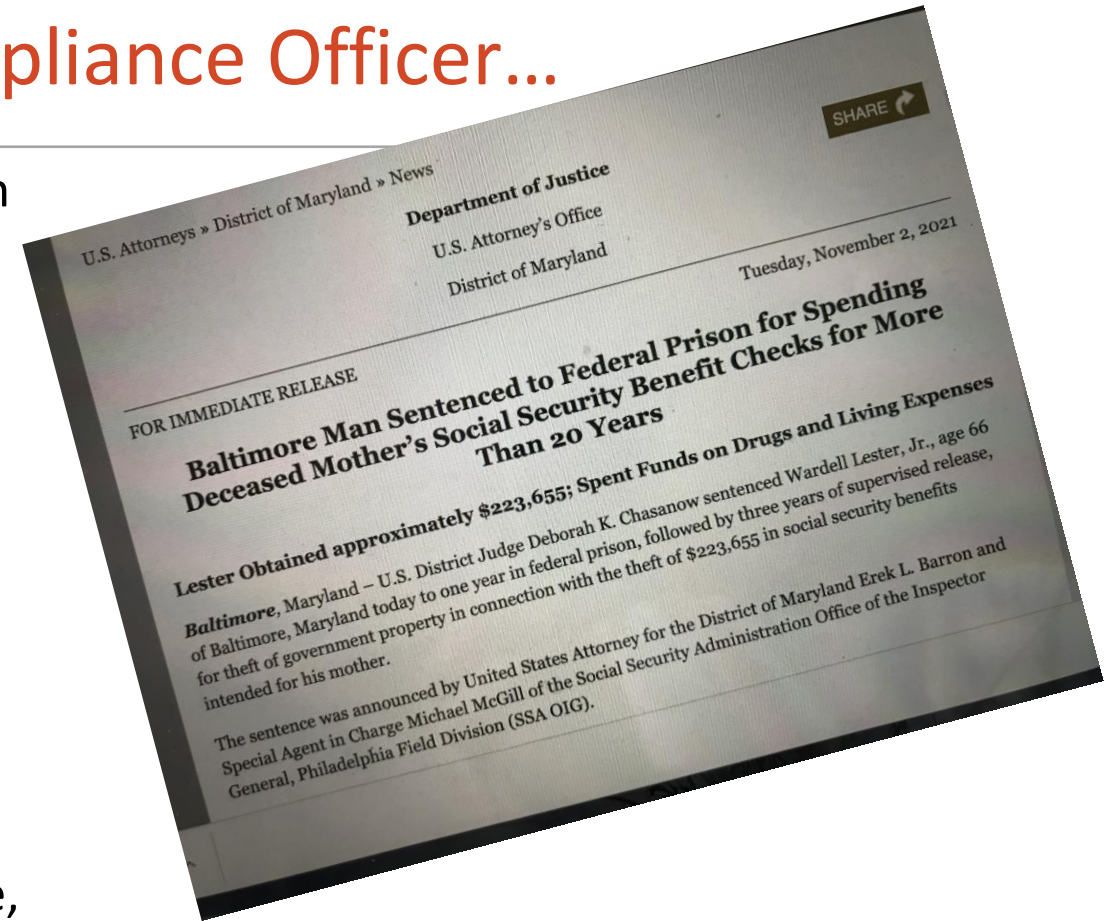 pliance Officer...
n
SHARE
U.S. Attorneys » District of Maryland » News
Department of Justice
U.S. Attorney's Office
District of Maryland
Tuesday, November 2, 2021
FOR IMMEDIATE RELEASE
Baltimore Man Sentenced to Federal Prison for Spending
Deceased Mother's Social Security Benefit Checks for More
Than 20 Years
Lester Obtained approximately $223,655; Spent Funds on Drugs and Living Expenses
Baltimore, Maryland – U.S. District Judge Deborah K. Chasanow sentenced Wardell Lester, Jr., age 66
of Baltimore, Maryland today to one year in federal prison, followed by three years of supervised release,
for theft of government property in connection with the theft of $223,655 in social security benefits
intended for his mother.
The sentence was announced by United States Attorney for the District of Maryland Erek L. Barron and
Special Agent in Charge Michael McGill of the Social Security Administration Office of the Inspector
General, Philadelphia Field Division (SSA OIG).
e,